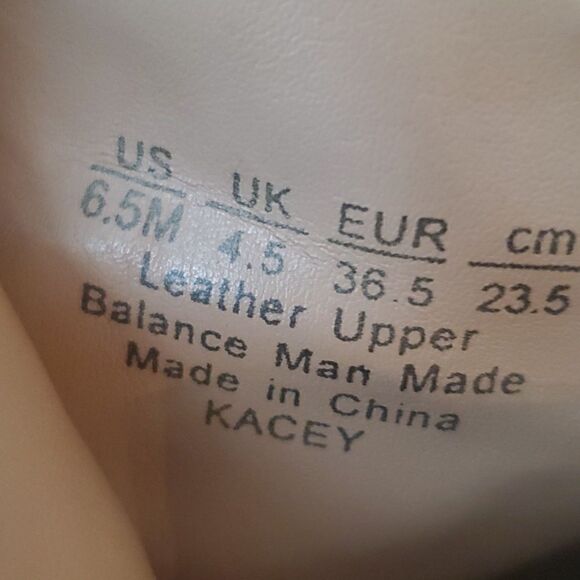 US UK EUR cm
6.5M 4.5 36.5 23.5
Leather Upper
Balance Man Made
Made in China
KACEY